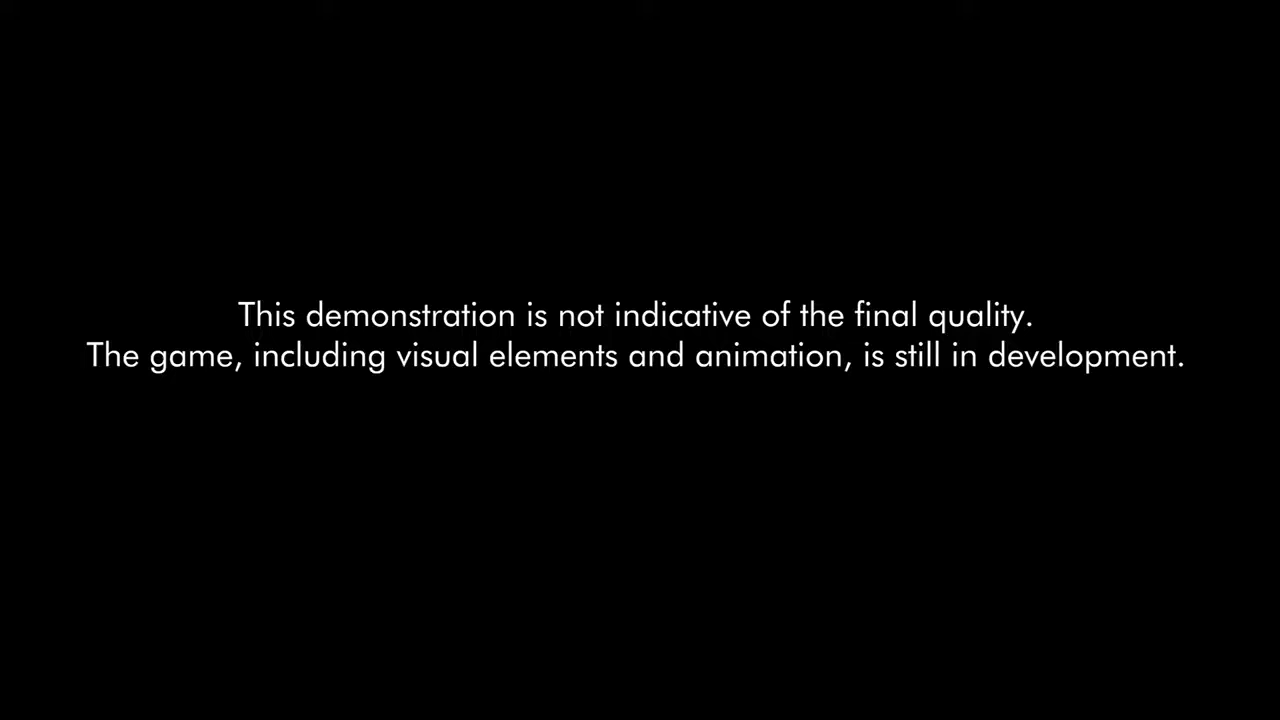 This demonstration is not indicative of the final quality.
The game, including visual elements and animation, is still in development.